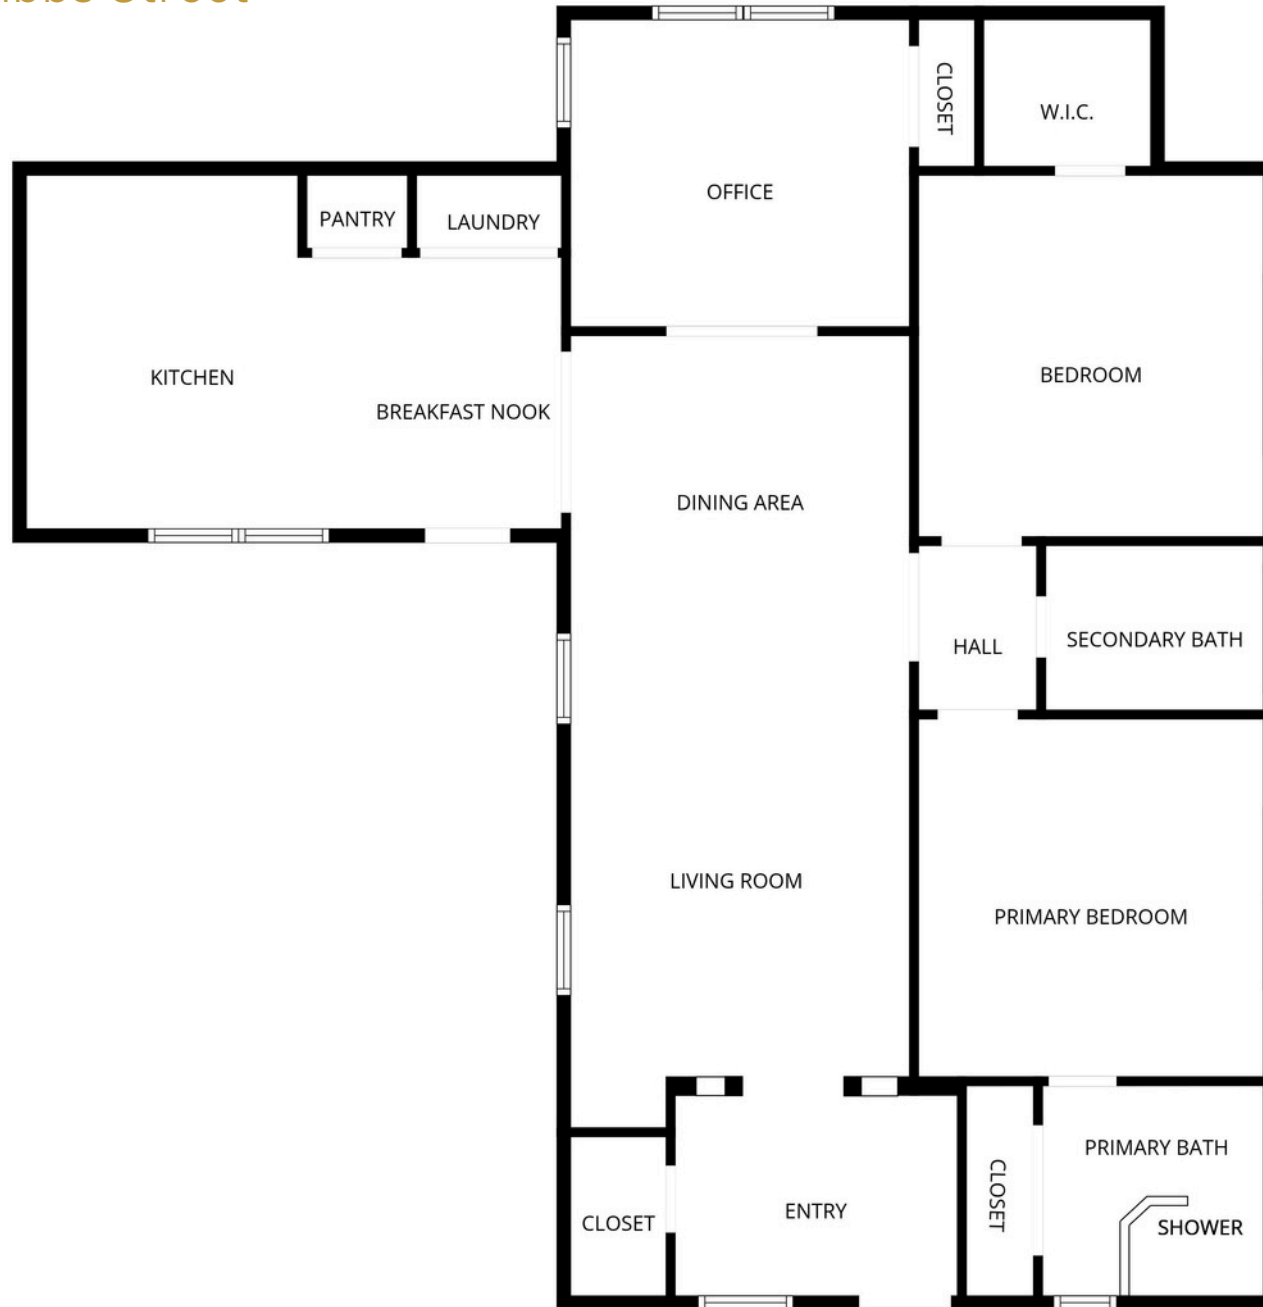 Street
CLOSET
W.I.C.
OFFICE
PANTRY
LAUNDRY
KITCHEN
BEDROOM
BREAKFAST NOOK
DINING AREA
HALL
SECONDARY BATH
LIVING ROOM
PRIMARY BEDROOM
PRIMARY BATH
CLOSET
ENTRY
CLOSET
SHOWER